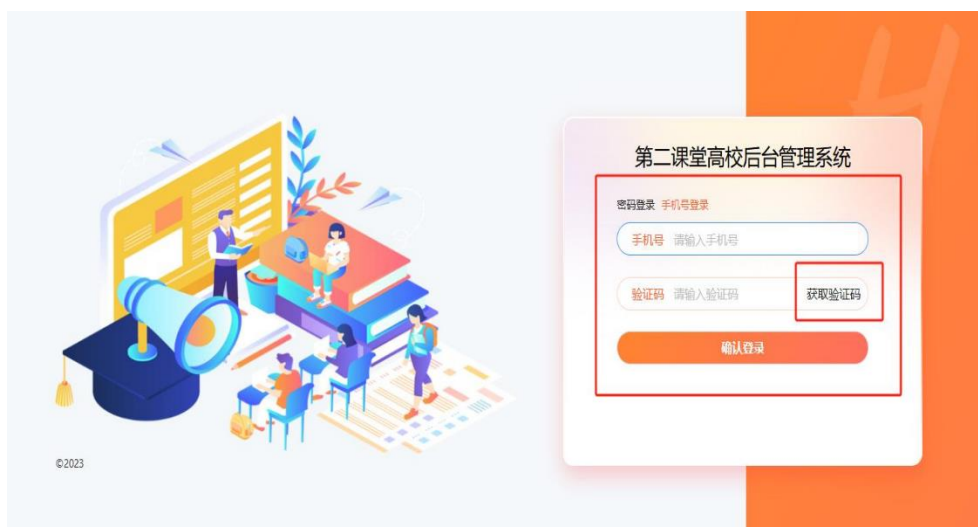 第二课堂高校后台管理系统
密码登录 手机号登录
手机号 请输入手机号
验证码 请输入验证码 获取验证码
确认登录
©2023